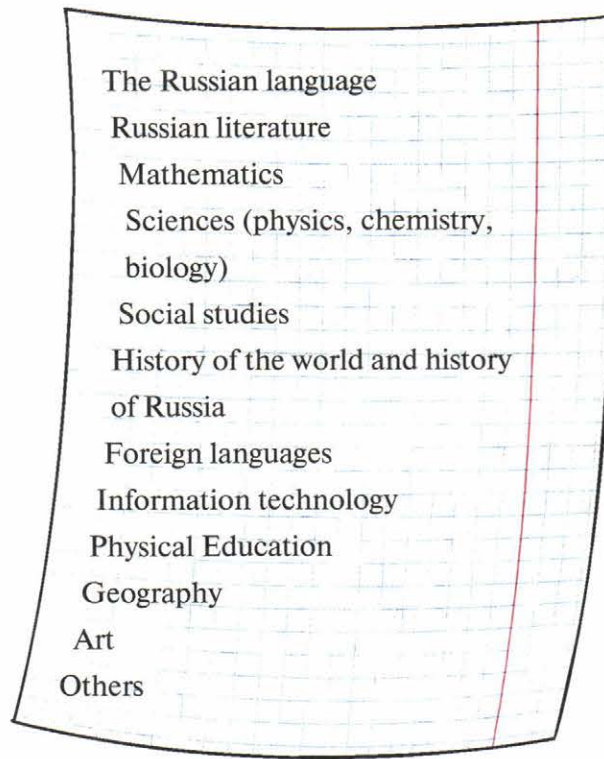 The Russian language
Russian literature
Mathematics
Sciences (physics, chemistry,
biology)
Social studies
History of the world and history
of Russia
Foreign languages
Information technology
Physical Education
Geography
Art
Others